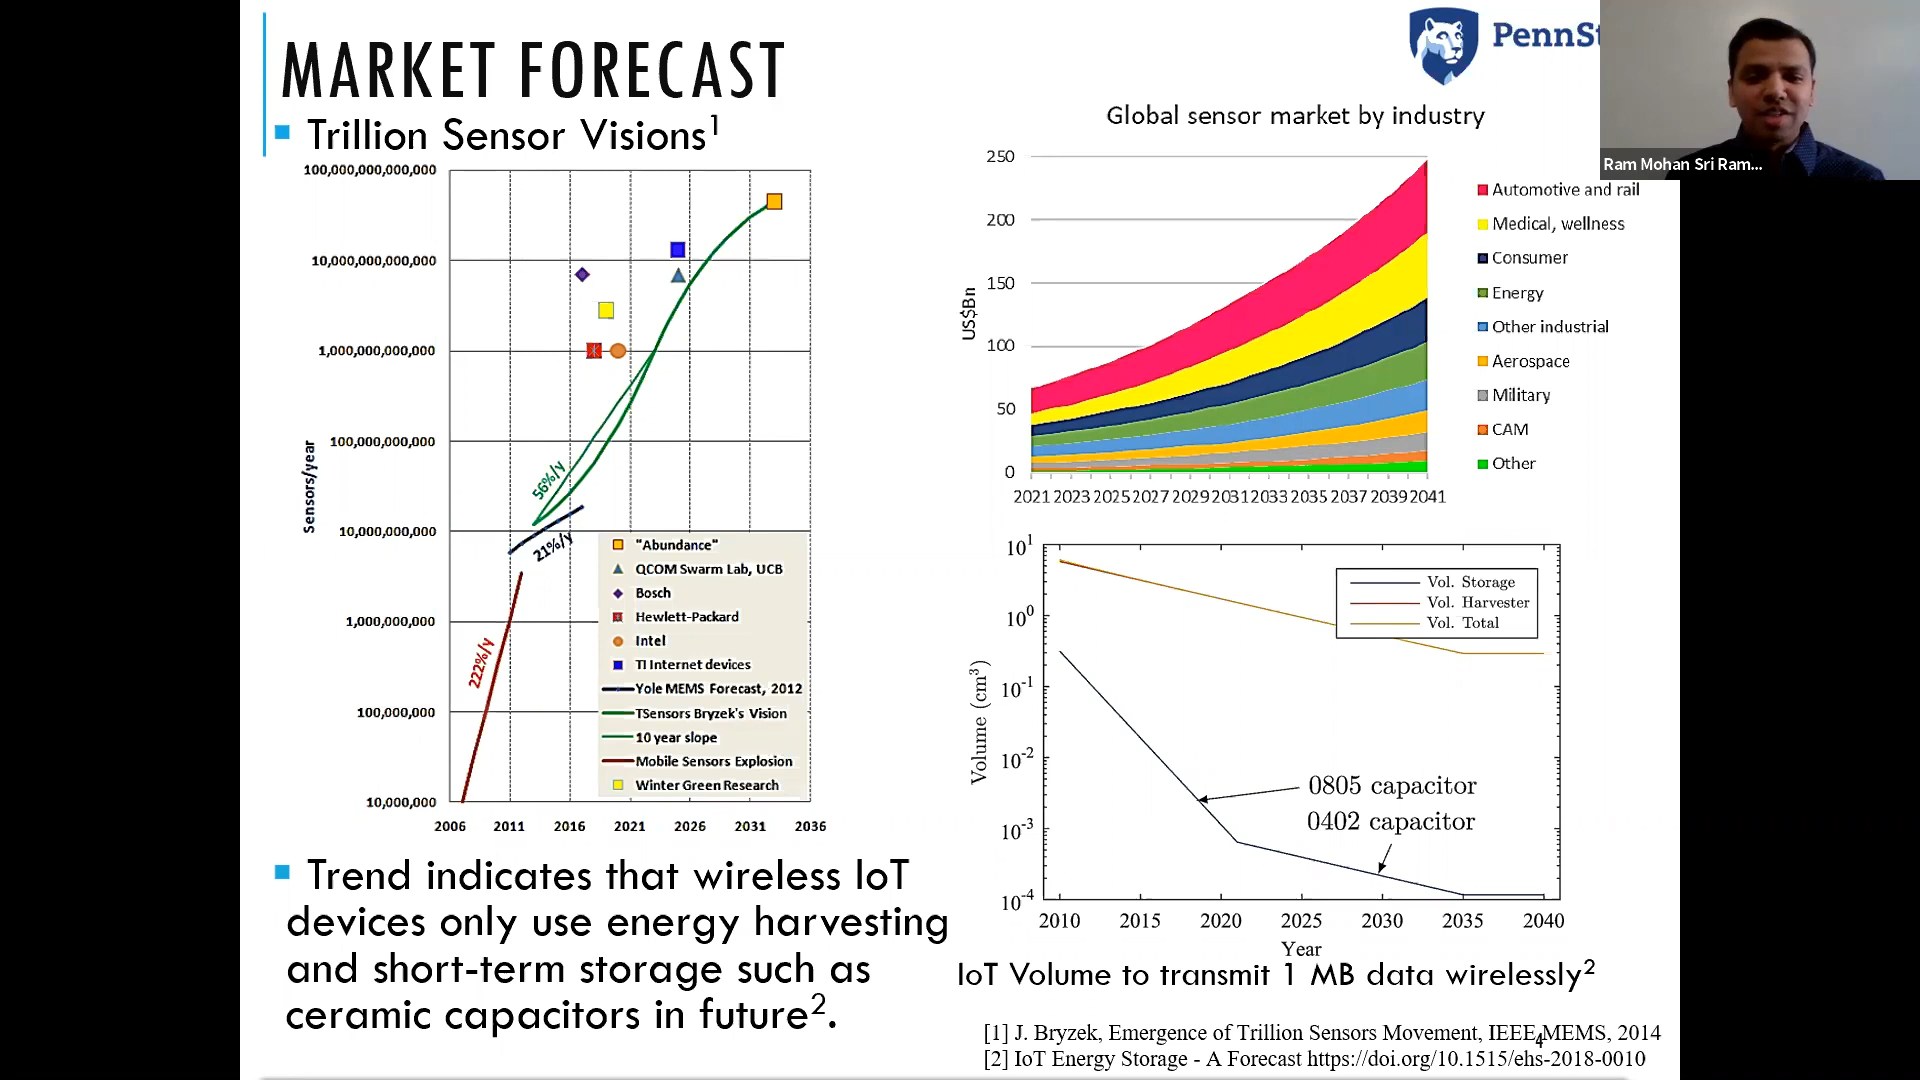 MARKET FORECAST
PennSt
Ram Mohan Sri Ram...
Trillion Sensor Visions1
100,000,000,000,000
10,000,000,000,000
1,000,000,000,000
100,000,000,000
10,000,000,000
1,000,000,000
100,000,000
10,000,000
Sensors/year
56%/y
21%/y
222%/y
"Abundance"
QCOM Swarm Lab, UCB
Bosch
Hewlett-Packard
Intel
TI Internet devices
Yole MEMS Forecast, 2012
TSensors Bryzek's Vision
10 year slope
Mobile Sensors Explosion
Winter Green Research
2006 2011 2016 2021 2026 2031 2036
Trend indicates that wireless IoT
devices only use energy harvesting
and short-term storage such as
ceramic capacitors in future2.
Global sensor market by industry
250
200
150
100
50
0
US$Bn
2021 2023 2025 2027 2029 2031 2033 2035 2037 2039 2041
Automotive and rail
Medical, wellness
Consumer
Energy
Other industrial
Aerospace
Military
CAM
Other
10^1
10^0
10^-1
10^-2
10^-3
10^-4
Volume (cm^3)
Vol. Storage
Vol. Harvester
Vol. Total
0805 capacitor
0402 capacitor
2010 2015 2020 2025 2030 2035 2040
Year
IoT Volume to transmit 1 MB data wirelessly2
[1] J. Bryzek, Emergence of Trillion Sensors Movement, IEEE MEMS, 2014
4
[2] IoT Energy Storage - A Forecast https://doi.org/10.1515/ehs-2018-0010